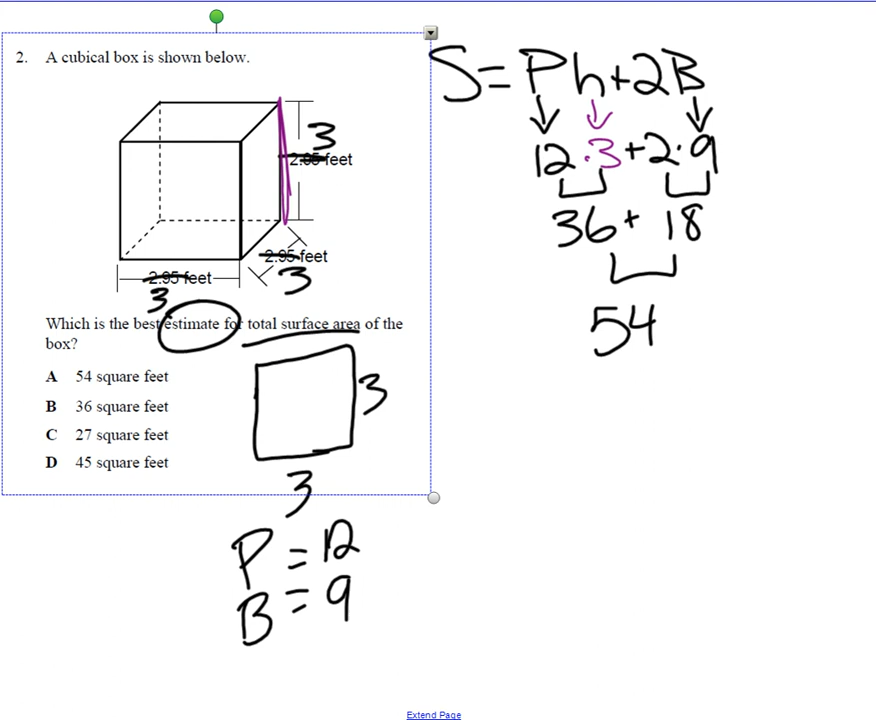 2. A cubical box is shown below.
S=Ph+2B
12·3+2·9
36+18
54
3
2.95 feet
2.95 feet
3
2.95 feet
3
Which is the best estimate for total surface area of the
box?
A 54 square feet
B 36 square feet
C 27 square feet
D 45 square feet
3
3
P=12
B=9
Extend Page